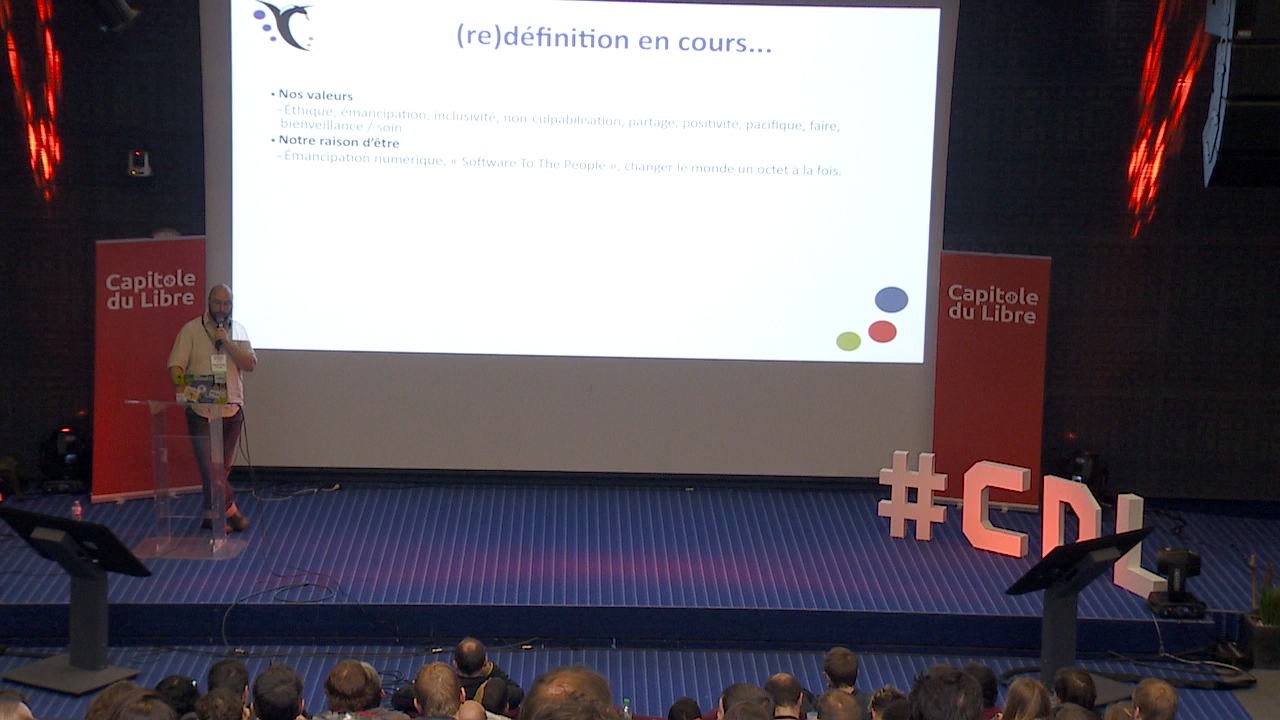 (re)définition en cours...
• Nos valeurs
–Éthique, émancipation, inclusivité, non-culpabilisation, partage, positivité, pacifique, faire,
bienveillance / soin
• Notre raison d'être
–Émancipation numérique, « Software To The People », changer le monde un octet à la fois.
Capitole
du Libre
Capitole
du Libre
#CDL